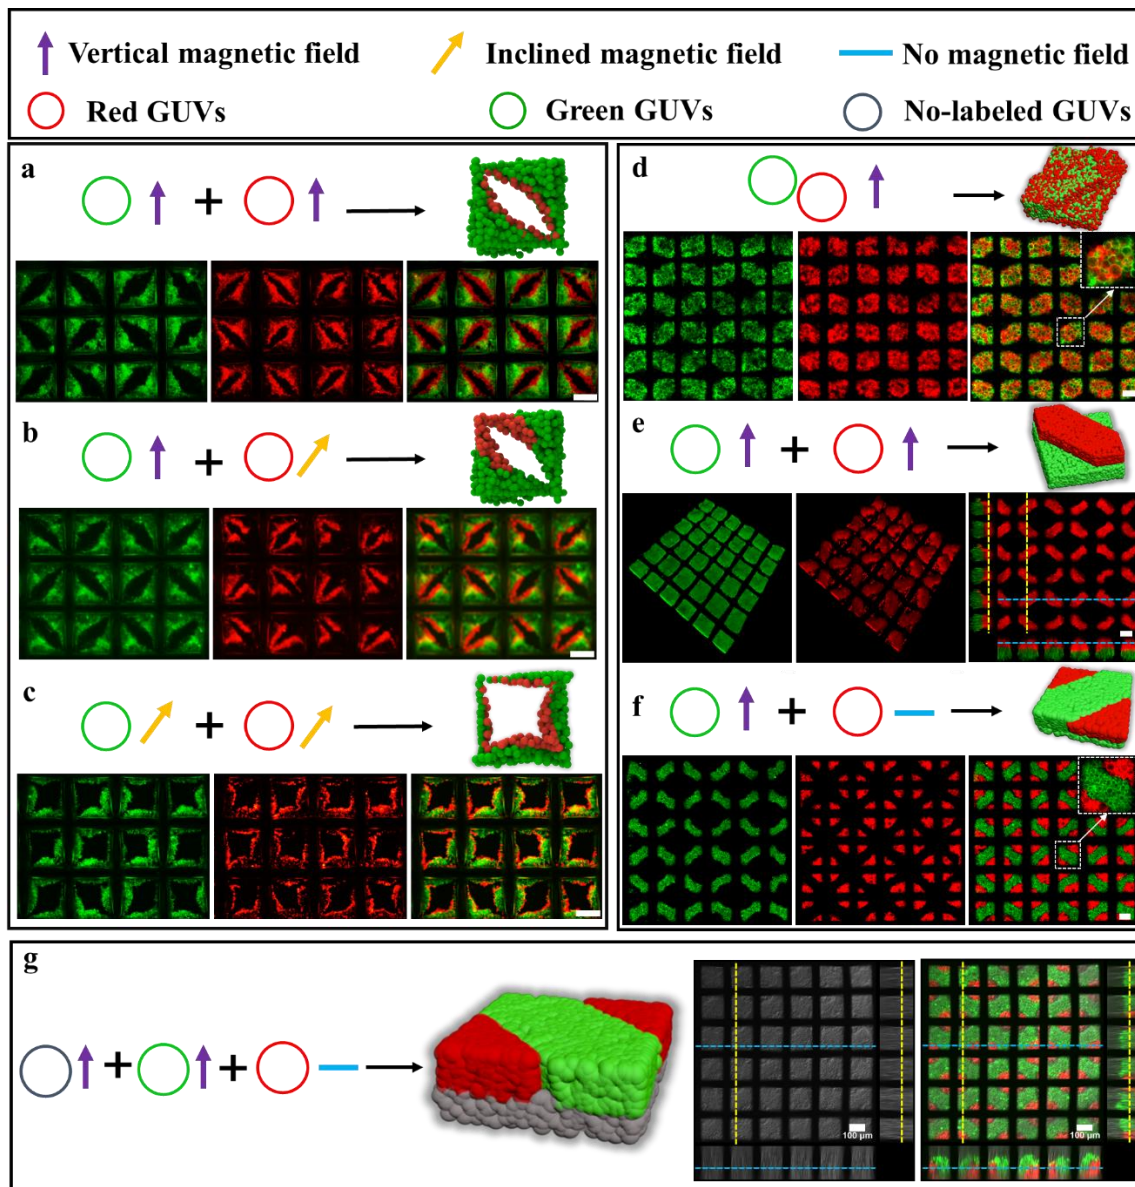 Vertical magnetic field
Inclined magnetic field
No magnetic field
Red GUVs
Green GUVs
No-labeled GUVs
a
+
b
+
c
+
d
e
+
f
+
g
+
+
100 μm
100 μm